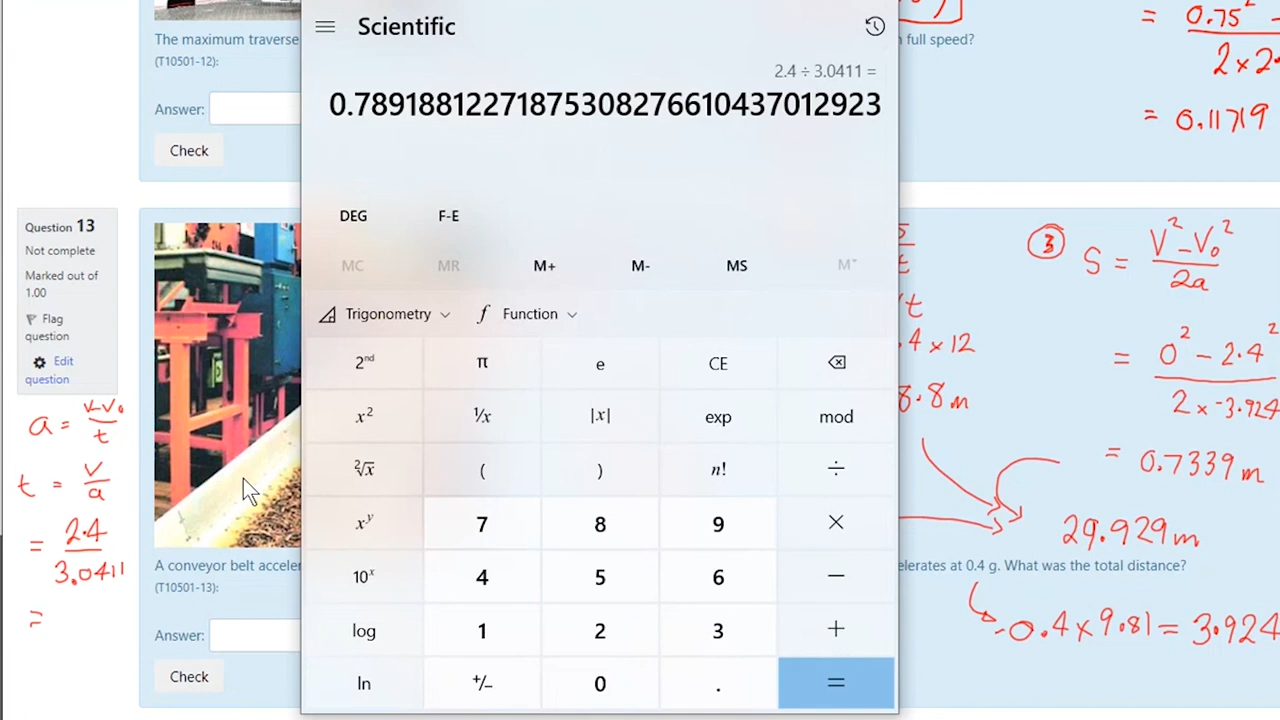 The maximum traverse
full speed?
(T10501-12):
Answer:
Check
= 0.75² -
2×2.
= 0.11719
Scientific
2.4 ÷ 3.0411 =
0.78918812271875308276610437012923
DEG
F-E
MC
MR
M+
M-
MS
M˅
Trigonometry
f Function
2nd
π
e
CE
x²
¹/x
|x|
exp
mod
²√x
(
)
n!
÷
xʸ
7
8
9
×
10ˣ
4
5
6
−
log
1
2
3
+
ln
+/−
0
.
=
Question 13
Not complete
Marked out of
1.00
Flag
question
Edit
question
a = V-V₀
t
t = V
a
= 2.4
3.0411
=
t
't
.4 × 12
8.8 m
③ S = V² - V₀²
2a
= 0² - 2.4²
2 × -3.924
= 0.7339 m
29.929 m
A conveyor belt acceler
elerates at 0.4 g. What was the total distance?
(T10501-13):
-0.4 × 9.81 = 3.924
Answer:
Check